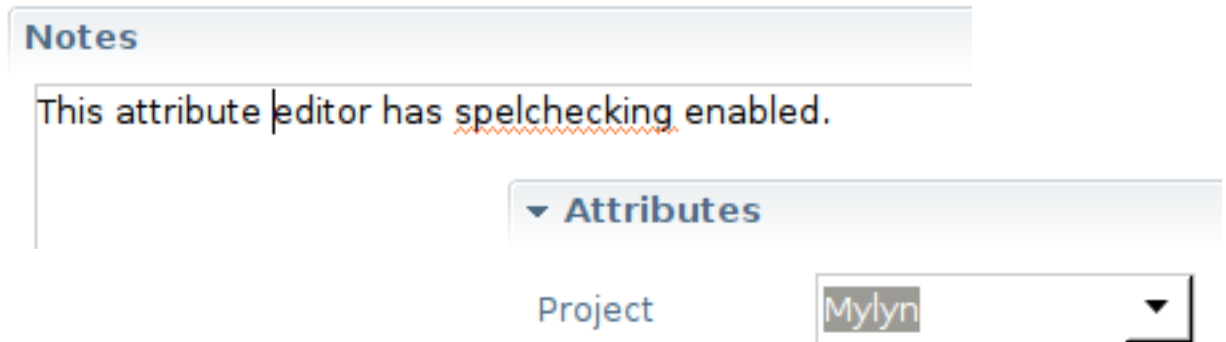 Notes
This attribute editor has spelchecking enabled.
Attributes
Project Mylyn